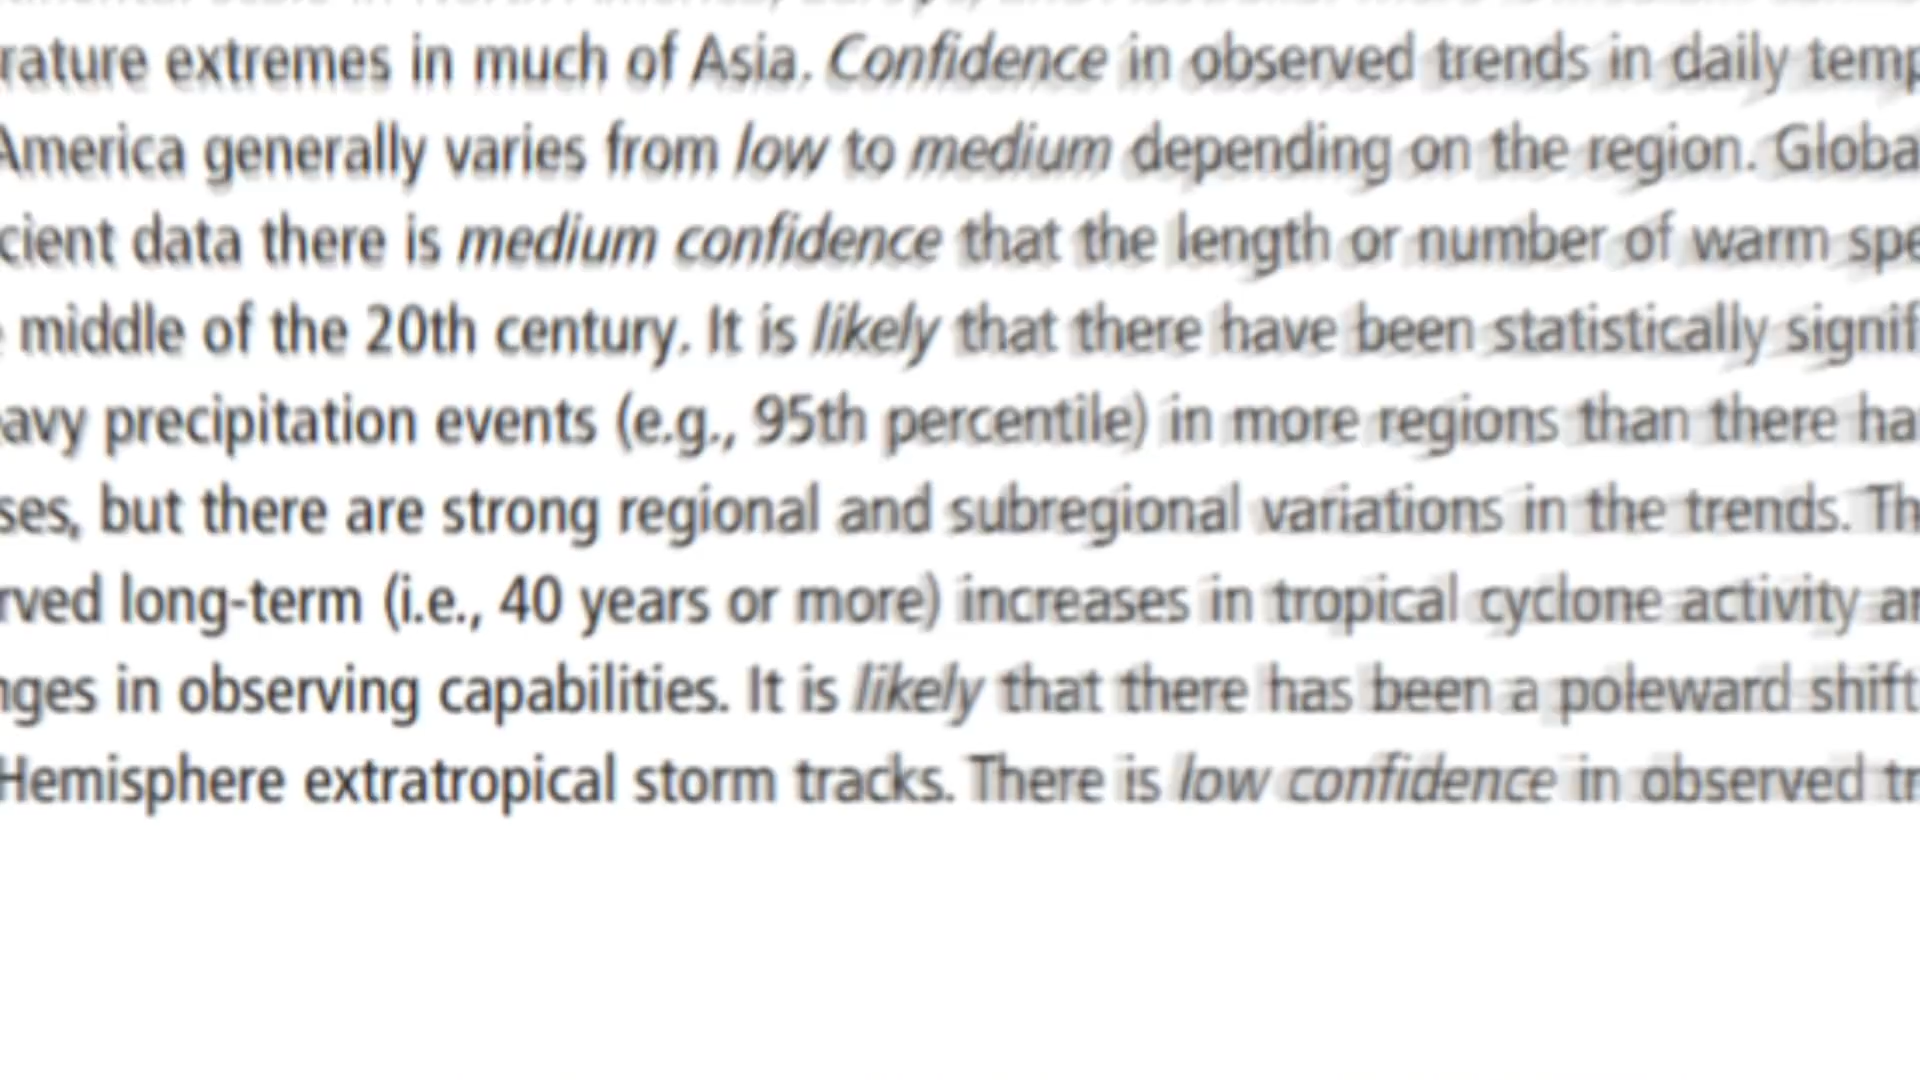 rature extremes in much of Asia. Confidence in observed trends in daily temp
America generally varies from low to medium depending on the region. Globa
cient data there is medium confidence that the length or number of warm spe
middle of the 20th century. It is likely that there have been statistically signif
avy precipitation events (e.g., 95th percentile) in more regions than there ha
ses, but there are strong regional and subregional variations in the trends. Th
rved long-term (i.e., 40 years or more) increases in tropical cyclone activity ar
nges in observing capabilities. It is likely that there has been a poleward shift
Hemisphere extratropical storm tracks. There is low confidence in observed tr